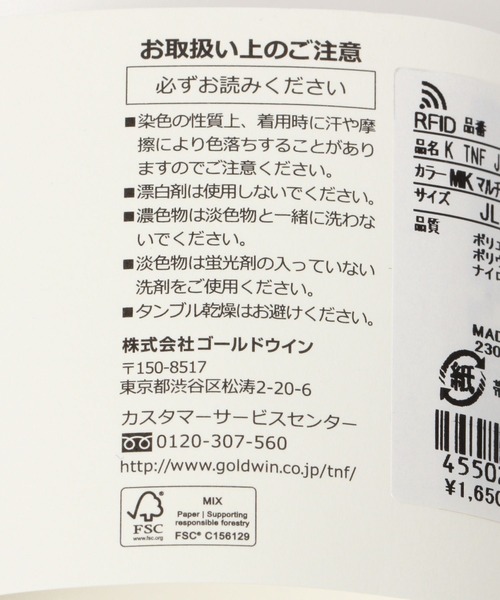 お取扱い上のご注意
必ずお読みください
■染色の性質上、着用時に汗や摩
擦により色落ちすることがあり
ますのでご注意ください。
■漂白剤は使用しないでください。
■濃色物は淡色物と一緒に洗わな
いでください。
■淡色物は蛍光剤の入っていない
洗剤をご使用ください。
■タンブル乾燥はお避けください。
株式会社ゴールドウイン
〒150-8517
東京都渋谷区松涛2-20-6
カスタマーサービスセンター
0120-307-560
http://www.goldwin.co.jp/tnf/
FSC
www.fsc.org
MIX
Paper | Supporting
responsible forestry
FSC® C156129
RFID 品番
品名 K TNF J
カラー MK マルチ
サイズ JL
品質
ポリエ
ポリウ
ナイロ
MAD
230
紙
帯
4550
¥1,650